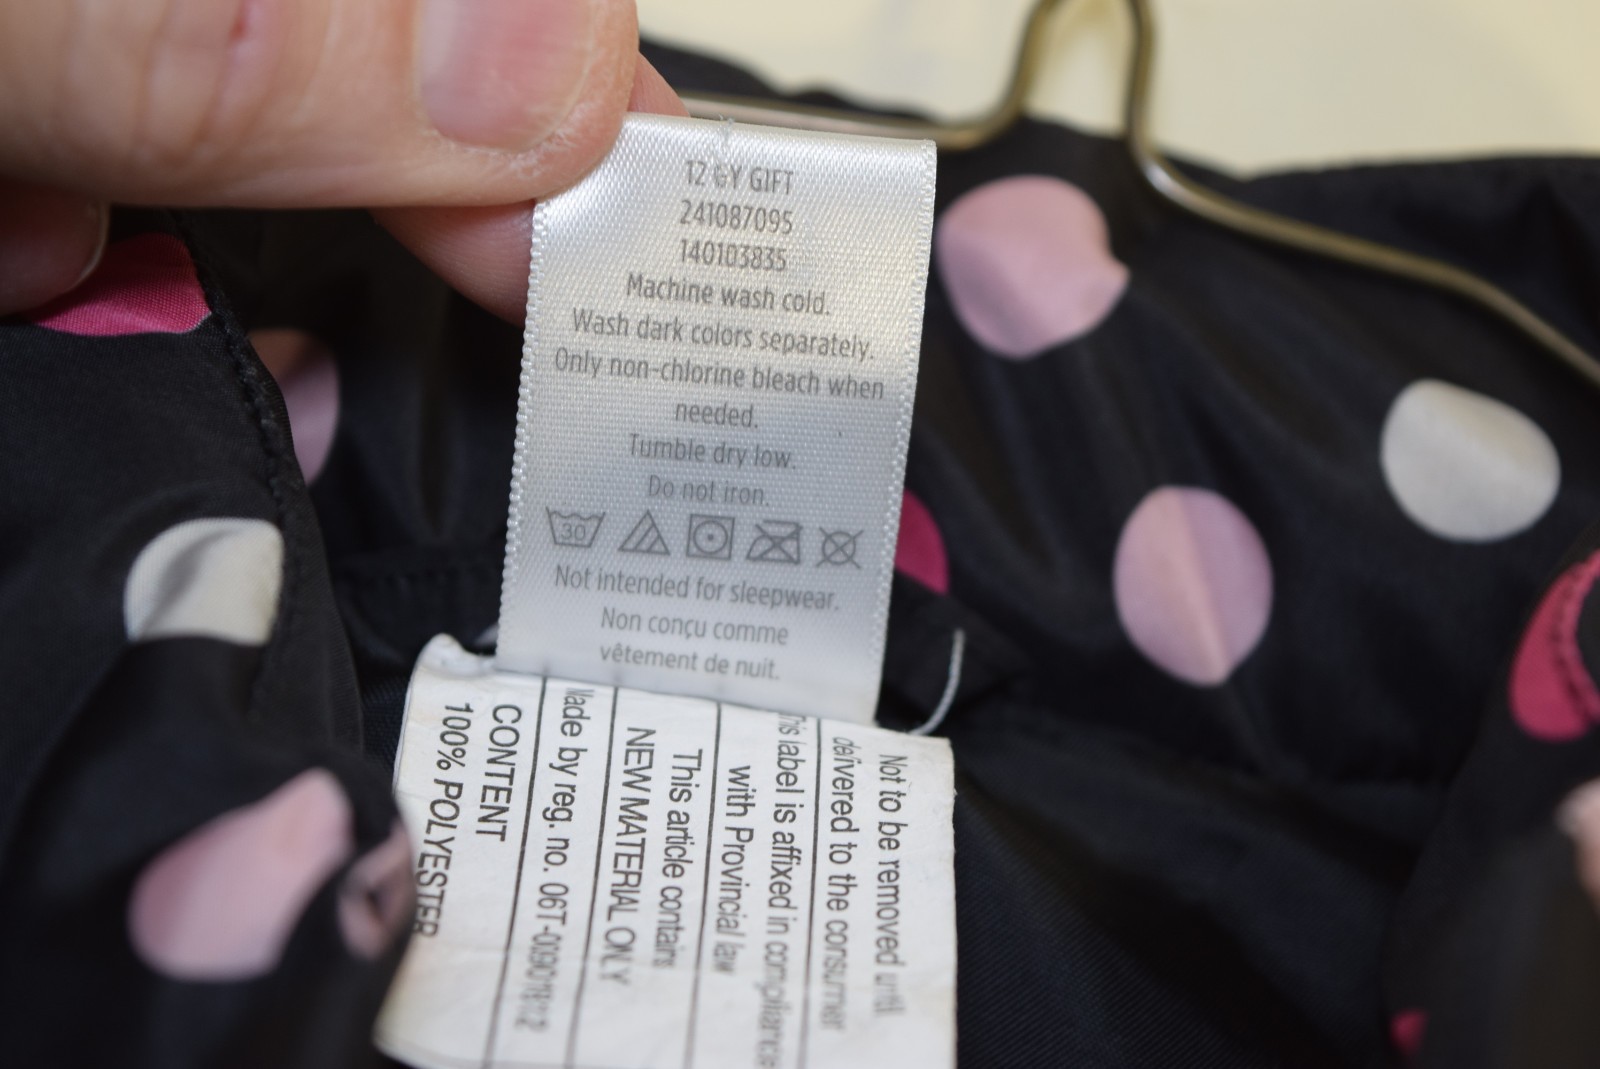 12 GY GIFT
241087095
140103835
Machine wash cold.
Wash dark colors separately.
Only non-chlorine bleach when
needed.
Tumble dry low.
Do not iron.
30
Not intended for sleepwear.
Non conçu comme
vêtement de nuit.
Not to be removed until
delivered to the consumer
This label is affixed in compliance
with Provincial law
This article contains
NEW MATERIAL ONLY
Made by reg. no.
CONTENT
100% POLYESTER